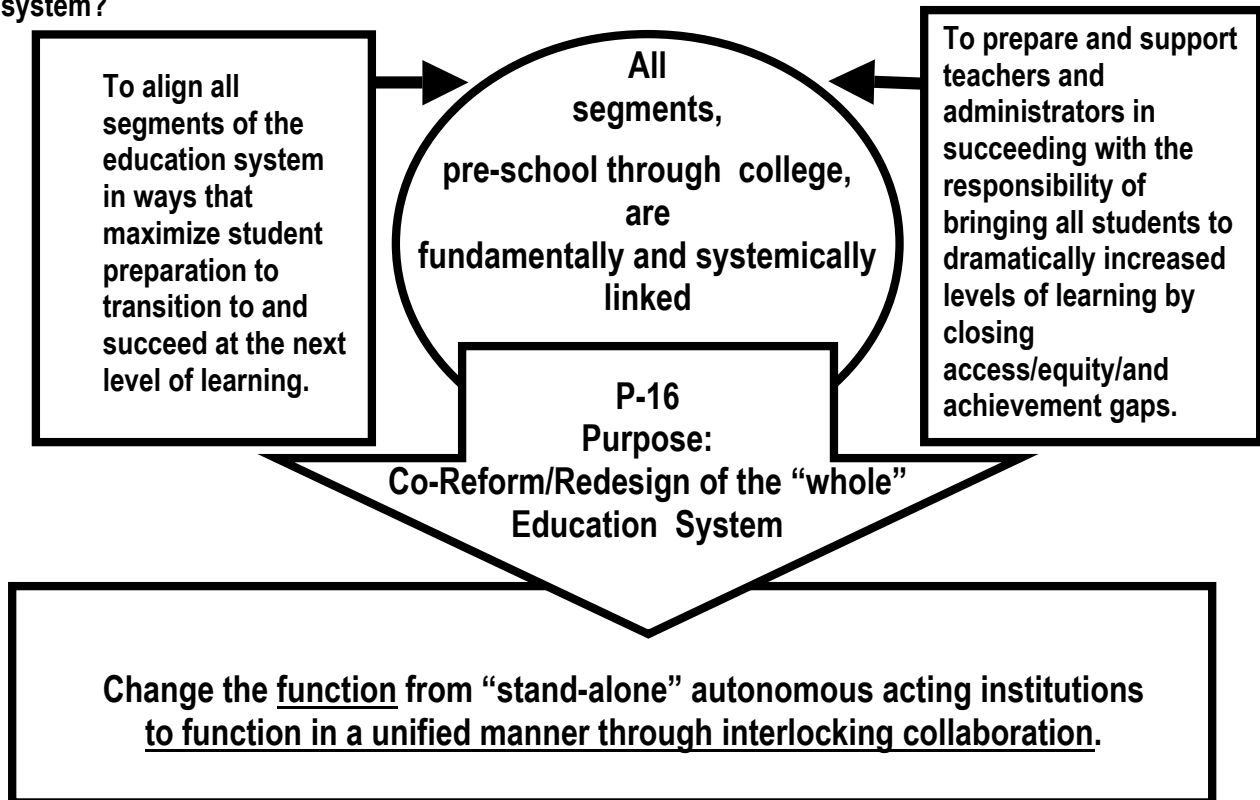 system?
To align all
segments of the
education system
in ways that
maximize student
preparation to
transition to and
succeed at the next
level of learning.
All
segments,
pre-school through college,
are
fundamentally and systemically
linked
To prepare and support
teachers and
administrators in
succeeding with the
responsibility of
bringing all students to
dramatically increased
levels of learning by
closing
access/equity/and
achievement gaps.
P-16
Purpose:
Co-Reform/Redesign of the “whole”
Education System
Change the function from “stand-alone” autonomous acting institutions
to function in a unified manner through interlocking collaboration.